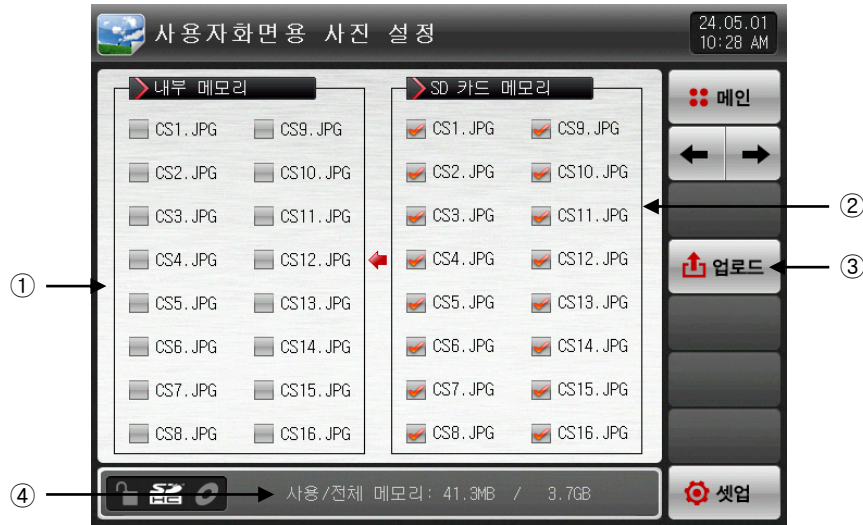 사용자화면용 사진 설정
24.05.01
10:28 AM
내부 메모리
SD 카드 메모리
메인
CS1.JPG CS9.JPG CS1.JPG CS9.JPG
CS2.JPG CS10.JPG CS2.JPG CS10.JPG
CS3.JPG CS11.JPG CS3.JPG CS11.JPG
②
CS4.JPG CS12.JPG CS4.JPG CS12.JPG
업로드
③
①
CS5.JPG CS13.JPG CS5.JPG CS13.JPG
CS6.JPG CS14.JPG CS6.JPG CS14.JPG
CS7.JPG CS15.JPG CS7.JPG CS15.JPG
CS8.JPG CS16.JPG CS8.JPG CS16.JPG
④
SD HC
사용/전체 메모리: 41.3MB / 3.7GB
셋업